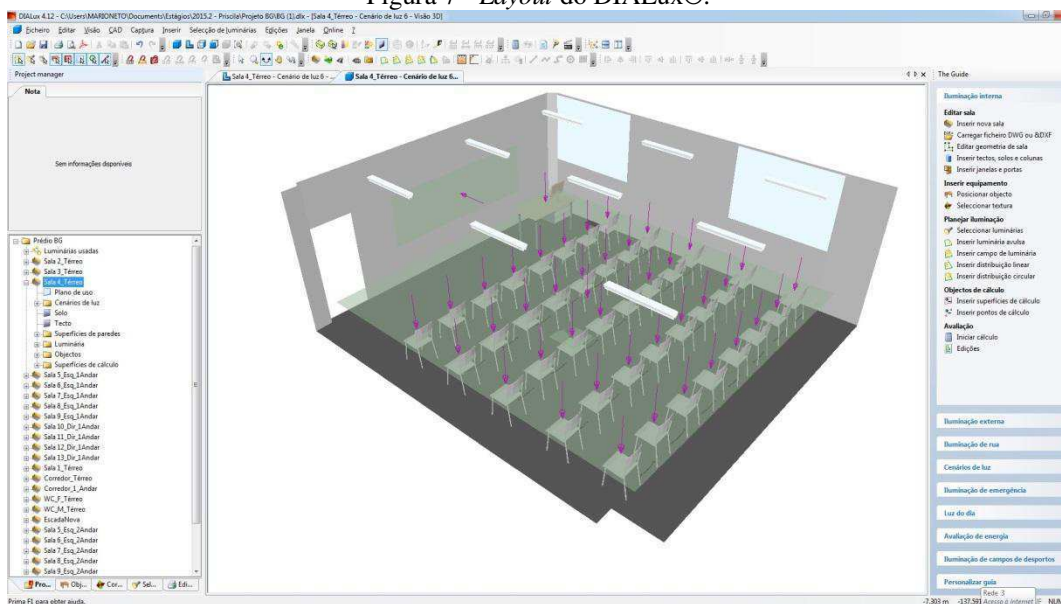 Figura 7 - Layout do DIALux©.
DIALux 4.12 - C:\Users\MARIONETO\Documents\Estágios\2015.2 - Priscila\Projeto BG\BG (1).dlx - [Sala 4_Térreo - Cenário de luz 6 - Visão 3D]
Ficheiro Editar Visão CAD Captura Inserir Selecção de luminárias Edições Janela Online ?
Project manager
Sala 4_Térreo - Cenário de luz 6 - ...
Sala 4_Térreo - Cenário de luz 6...
The Guide
Nota
Sem informações disponíveis
Prédio BG
Luminárias usadas
Sala 2_Térreo
Sala 3_Térreo
Sala 4_Térreo
Plano de uso
Cenários de luz
Solo
Tecto
Superfícies de paredes
Luminária
Objectos
Superfícies de cálculo
Sala 5_Esq_1Andar
Sala 6_Esq_1Andar
Sala 7_Esq_1Andar
Sala 8_Esq_1Andar
Sala 9_Esq_1Andar
Sala 10_Dir_1Andar
Sala 11_Dir_1Andar
Sala 12_Dir_1Andar
Sala 13_Dir_1Andar
Sala 1_Térreo
Corredor_Térreo
Corredor_1_Andar
WC_F_Térreo
WC_M_Térreo
EscadaNova
Sala 5_Esq_2Andar
Sala 6_Esq_2Andar
Sala 7_Esq_2Andar
Sala 8_Esq_2Andar
Sala 9_Esq_2Andar
Pro... Obj... Cor... Sel... Edi...
Iluminação interna
Editar sala
Inserir nova sala
Carregar ficheiro DWG ou &DXF
Editar geometria de sala
Inserir tectos, solos e colunas
Inserir janelas e portas
Inserir equipamento
Posicionar objecto
Seleccionar textura
Planejar iluminação
Seleccionar luminárias
Inserir luminária avulsa
Inserir campo de luminária
Inserir distribuição linear
Inserir distribuição circular
Objectos de cálculo
Inserir superfícies de cálculo
Inserir pontos de cálculo
Avaliação
Iniciar cálculo
Edições
Iluminação externa
Iluminação de rua
Cenários de luz
Iluminação de emergência
Luz do dia
Avaliação de energia
Iluminação de campos de desportos
Personalizar guia
Rede 3
Acesso à Internet
Prima F1 para obter ajuda.
-7.303 m -137.591
NUM